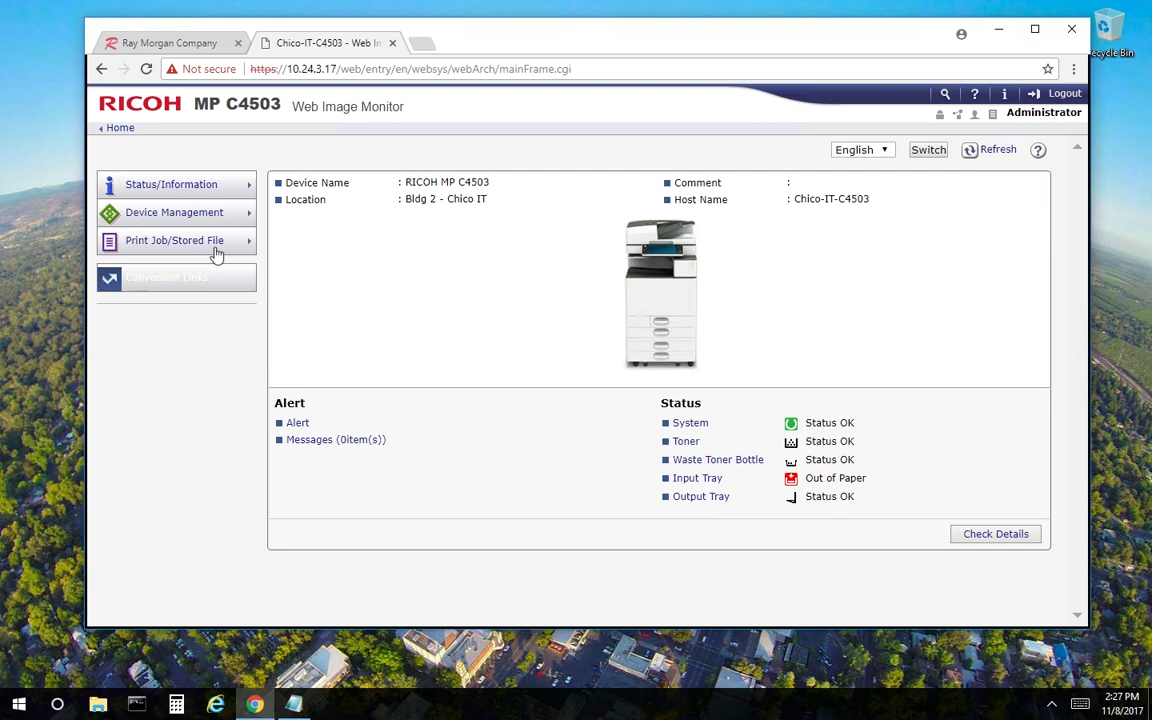 Ray Morgan Company
Chico-IT-C4503 - Web In
Not secure
https://10.24.3.17/web/entry/en/websys/webArch/mainFrame.cgi
Recycle Bin
RICOH MP C4503 Web Image Monitor
Logout
Administrator
Home
English
Switch
Refresh
Status/Information
Device Management
Print Job/Stored File
Convenient Links
Device Name : RICOH MP C4503
Comment :
Location : Bldg 2 - Chico IT
Host Name : Chico-IT-C4503
Alert
Alert
Messages (0item(s))
Status
System Status OK
Toner Status OK
Waste Toner Bottle Status OK
Input Tray Out of Paper
Output Tray Status OK
Check Details
2:27 PM
11/8/2017